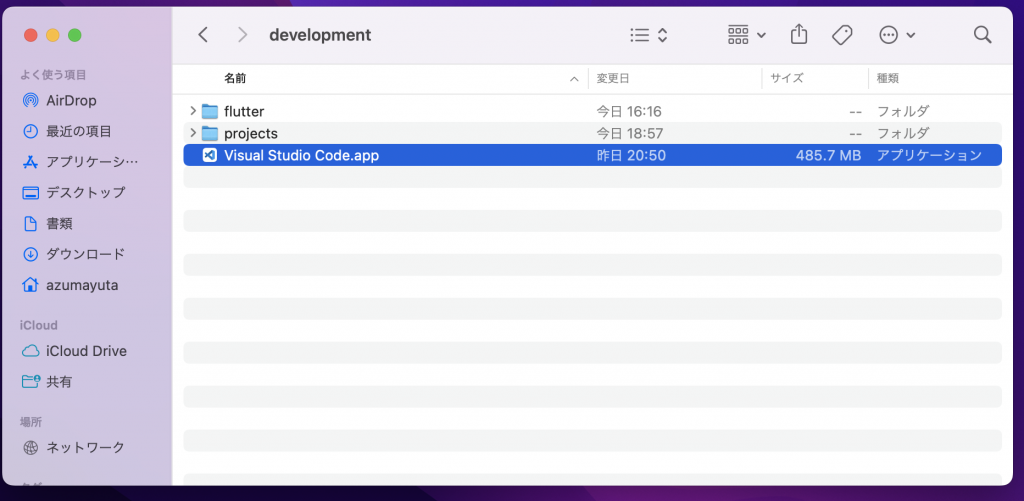 development
名前 変更日 サイズ 種類
flutter 今日 16:16 -- フォルダ
projects 今日 18:57 -- フォルダ
Visual Studio Code.app 昨日 20:50 485.7 MB アプリケーション
よく使う項目
AirDrop
最近の項目
アプリケーシ…
デスクトップ
書類
ダウンロード
azumayuta
iCloud
iCloud Drive
共有
場所
ネットワーク